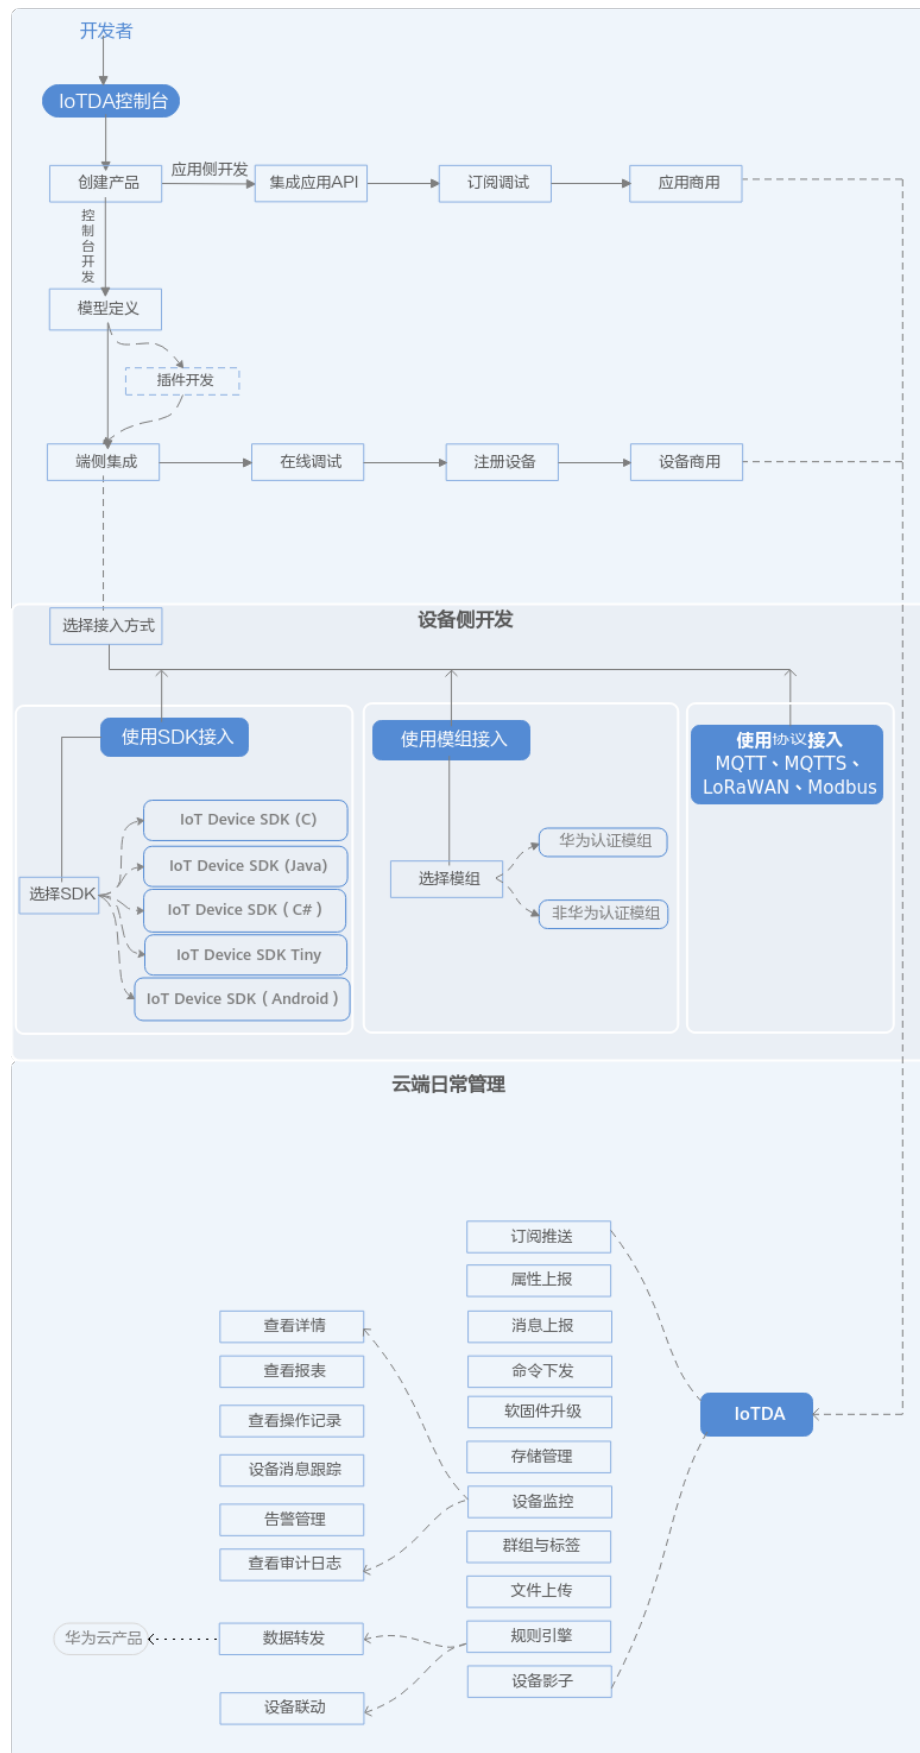 开发者
IoTDA控制台
创建产品
应用侧开发
集成应用API
订阅调试
应用商用
控制台开发
模型定义
插件开发
端侧集成
在线调试
注册设备
设备商用
选择接入方式
设备侧开发
使用SDK接入
选择SDK
IoT Device SDK (C)
IoT Device SDK (Java)
IoT Device SDK（C#）
IoT Device SDK Tiny
IoT Device SDK（Android）
使用模组接入
选择模组
华为认证模组
非华为认证模组
使用协议接入
MQTT、MQTTS、
LoRaWAN、Modbus
云端日常管理
订阅推送
属性上报
消息上报
命令下发
软固件升级
存储管理
设备监控
群组与标签
文件上传
规则引擎
设备影子
IoTDA
查看详情
查看报表
查看操作记录
设备消息跟踪
告警管理
查看审计日志
数据转发
设备联动
华为云产品